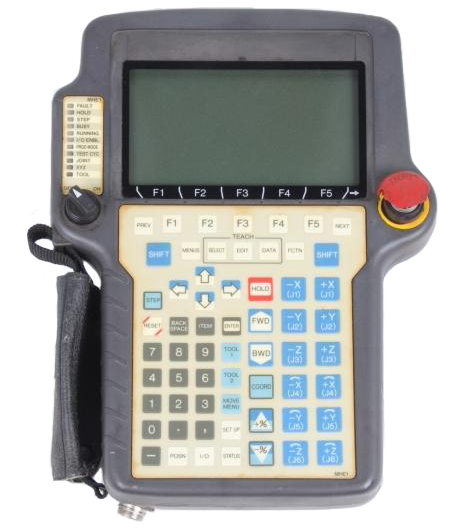 MHE1
FAULT
HOLD
STEP
BUSY
RUNNING
I/O ENBL
PROD MODE
TEST CYC
JOINT
XYZ
TOOL
ON
F1 F2 F3 F4 F5
PREV F1 F2 F3 F4 F5 NEXT
TEACH
SHIFT MENUS SELECT EDIT DATA FCTN SHIFT
HOLD -X (J1) +X (J1)
STEP
RESET BACK SPACE ITEM ENTER FWD -Y (J2) +Y (J2)
7 8 9 TOOL 1 BWD -Z (J3) +Z (J3)
4 5 6 TOOL 2 COORD -X (J4) +X (J4)
1 2 3 MOVE MENU +% -Y (J5) +Y (J5)
0 . , SET UP
- POSN I/O STATUS -% -Z (J6) +Z (J6)
MHE1